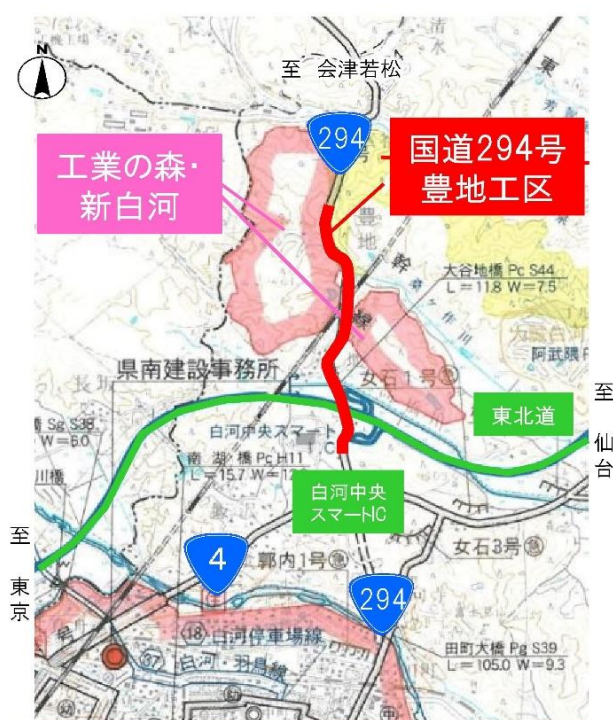 N
至 会津若松
294
国道294号
豊地工区
工業の森・
新白河
豊地
大谷地橋 Pc S44
L=11.8 W=7.5
県南建設事務所
女石1号
東北道
至 仙台
白河中央スマート
南湖橋 Pc H11
白河中央
スマートIC
至 東京
4
郭内1号
女石3号
294
18 白河停車場線
37 白河・羽鳥線
田町大橋 Pg S39
L=105.0 W=9.3